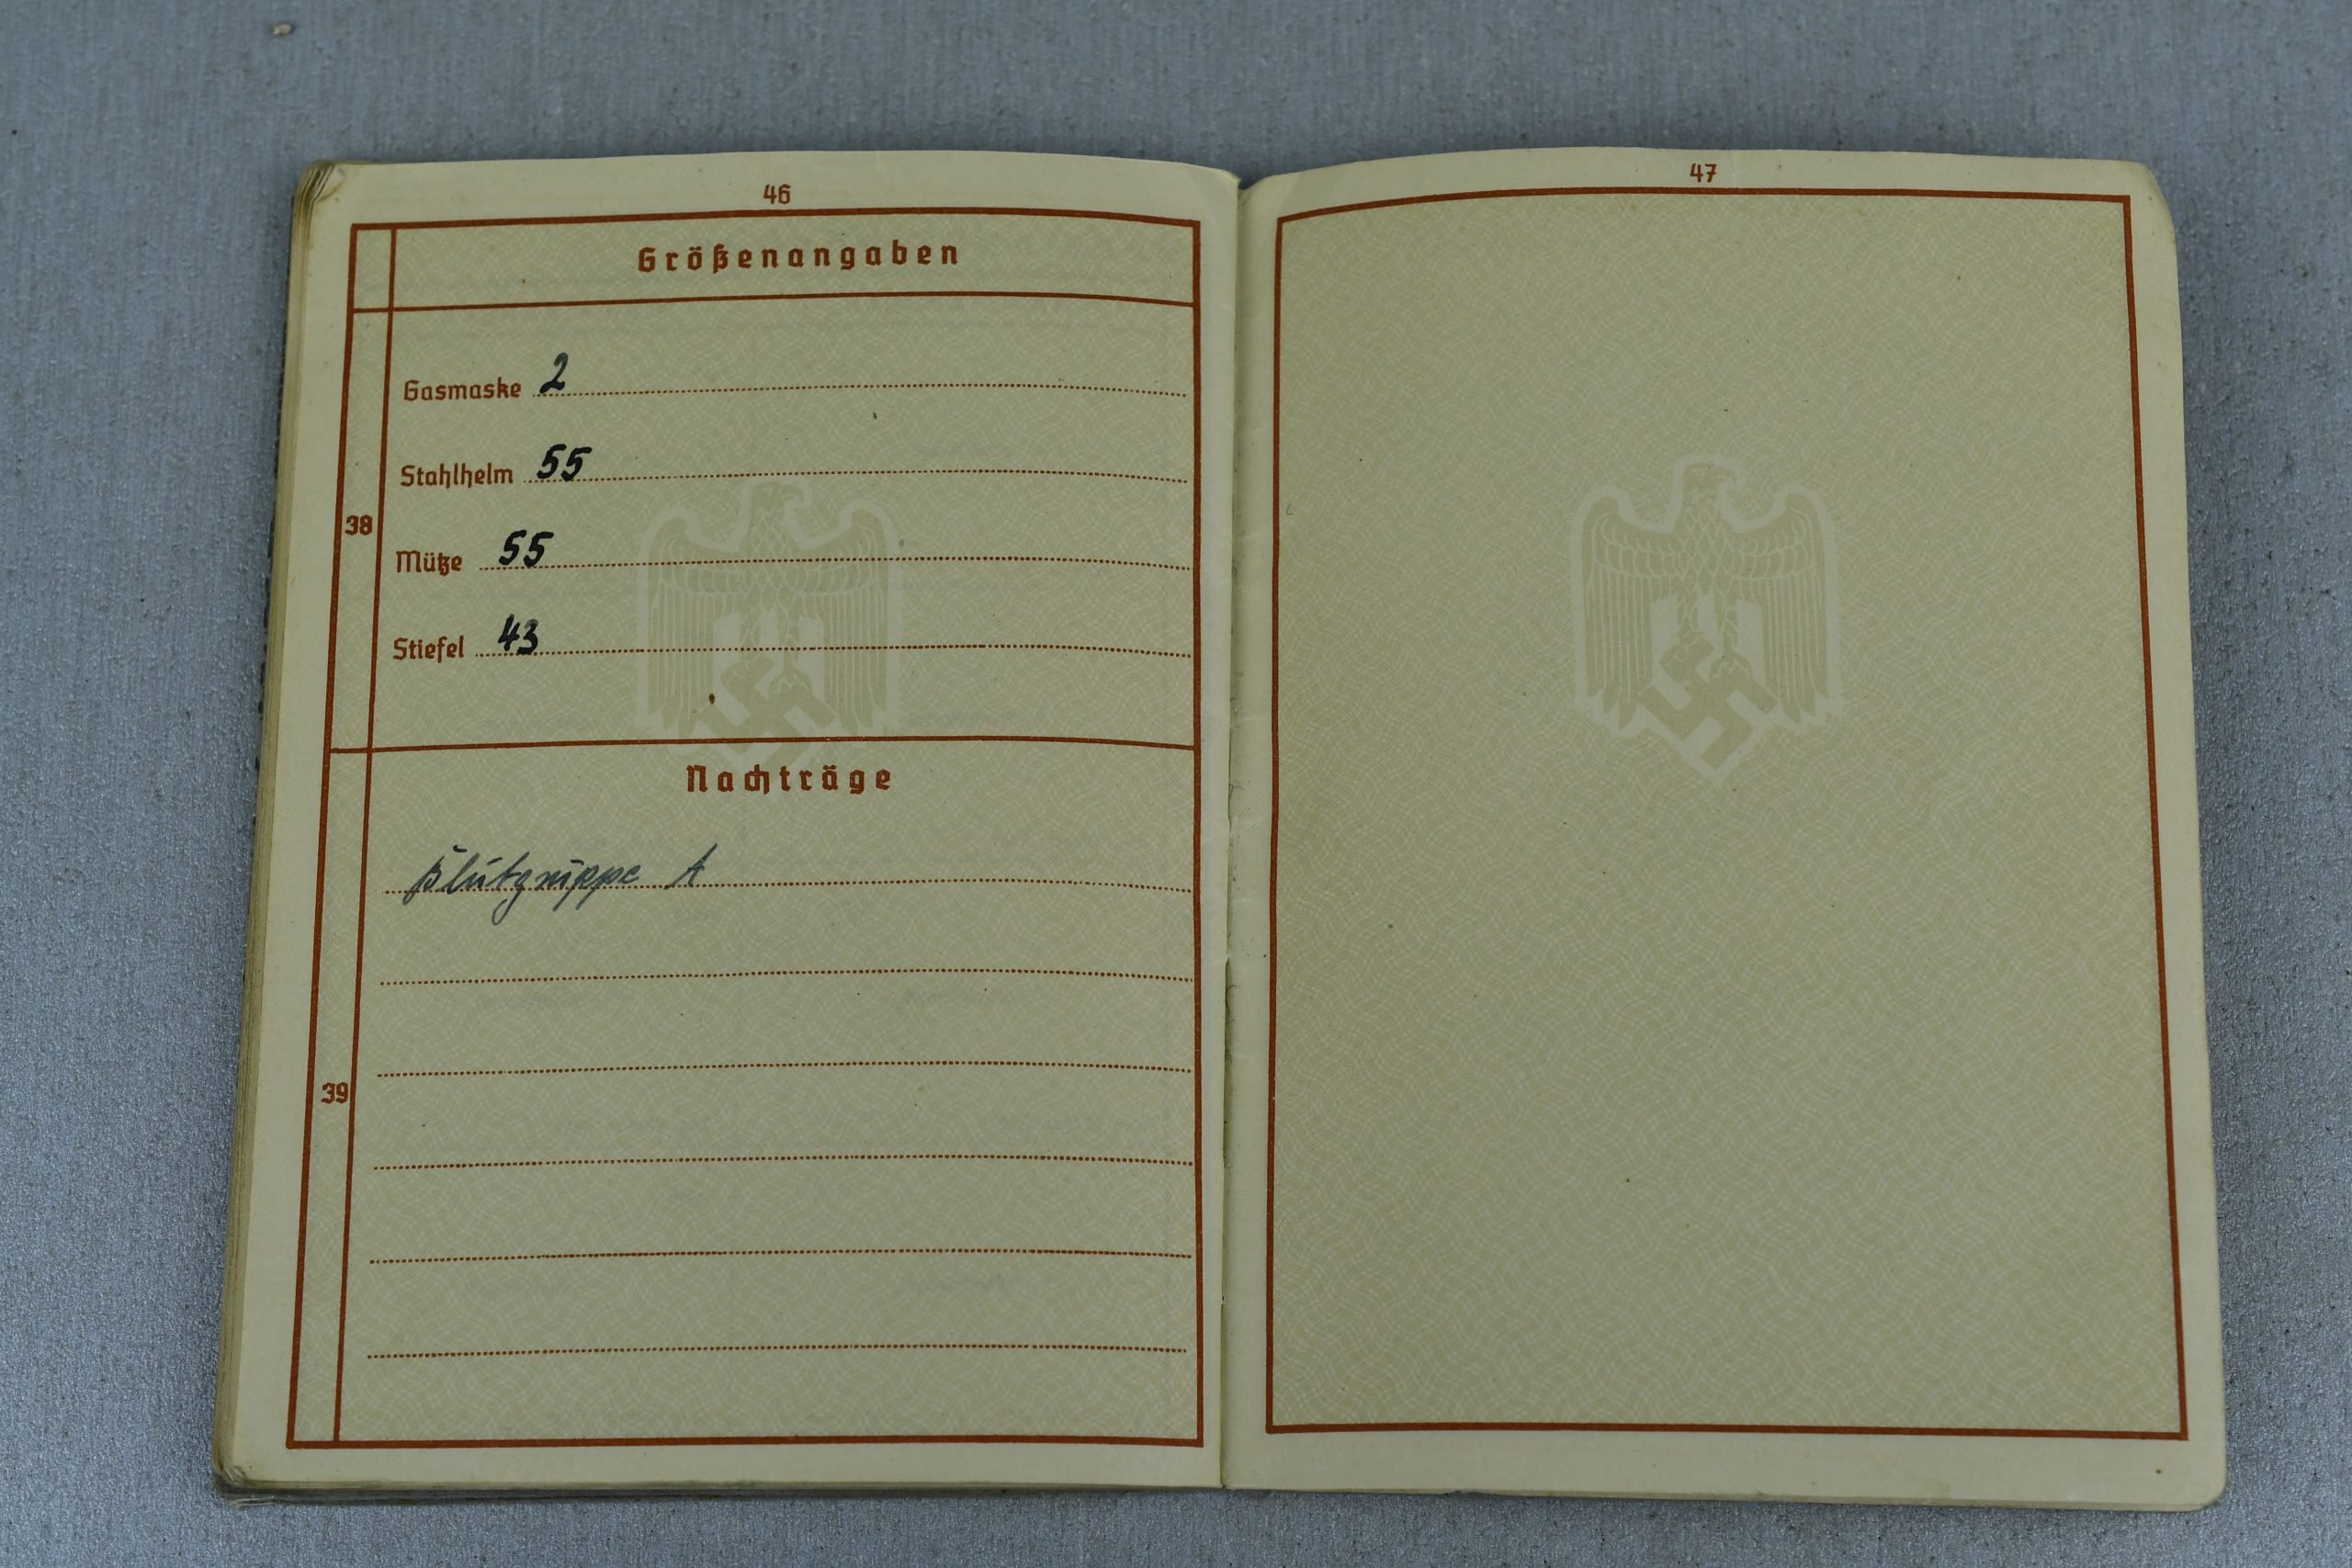 46
Größenangaben
38
Gasmaske 2
Stahlhelm 55
Mütze 55
Stiefel 43
Nachträge
39
Blutgruppe A
47